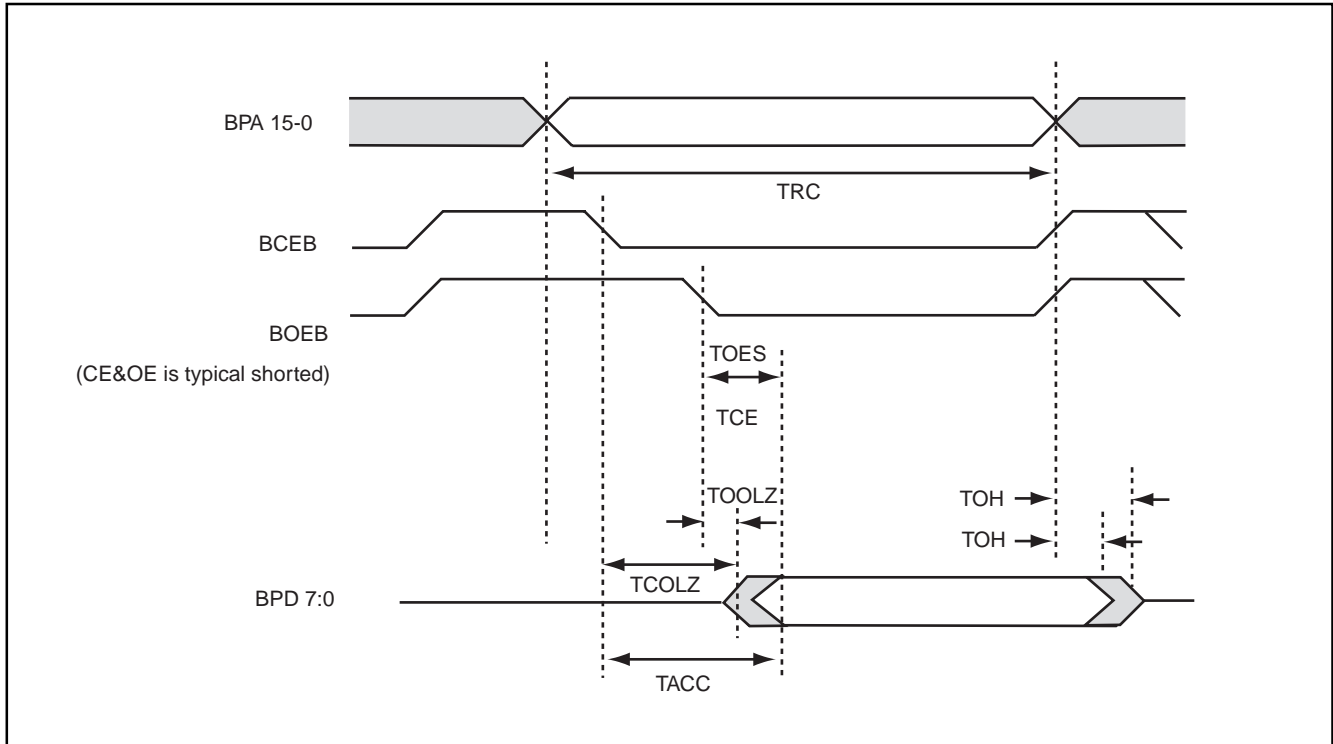 BPA 15-0
TRC
BCEB
BOEB
TOES
(CE&OE is typical shorted)
TCE
TOOLZ
TOH
TOH
TCOLZ
BPD 7:0
TACC